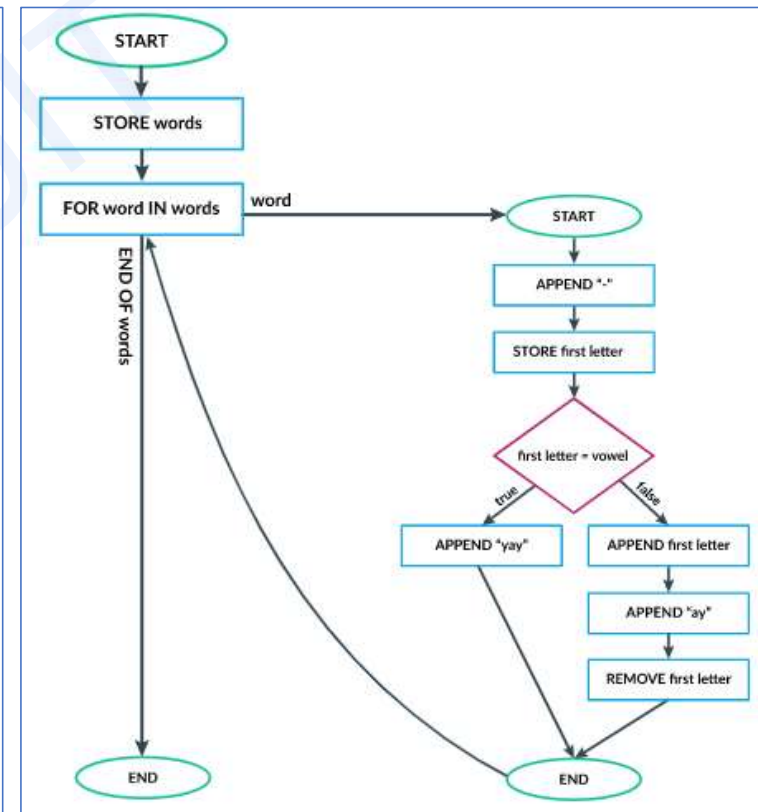 START
STORE words
FOR word IN words
word
END OF words
END
START
APPEND "-"
STORE first letter
first letter = vowel
true
false
APPEND "yay"
APPEND first letter
APPEND "ay"
REMOVE first letter
END